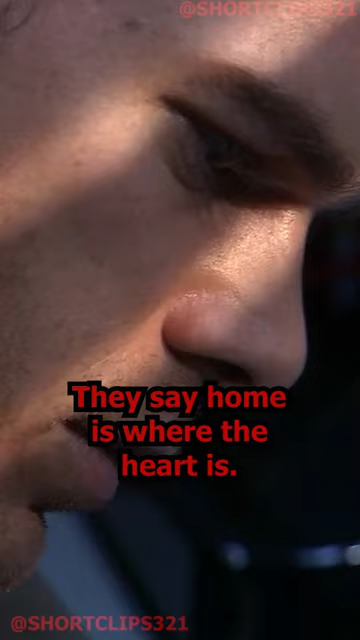 @SHORTCLIPS321
They say home
is where the
heart is.
@SHORTCLIPS321